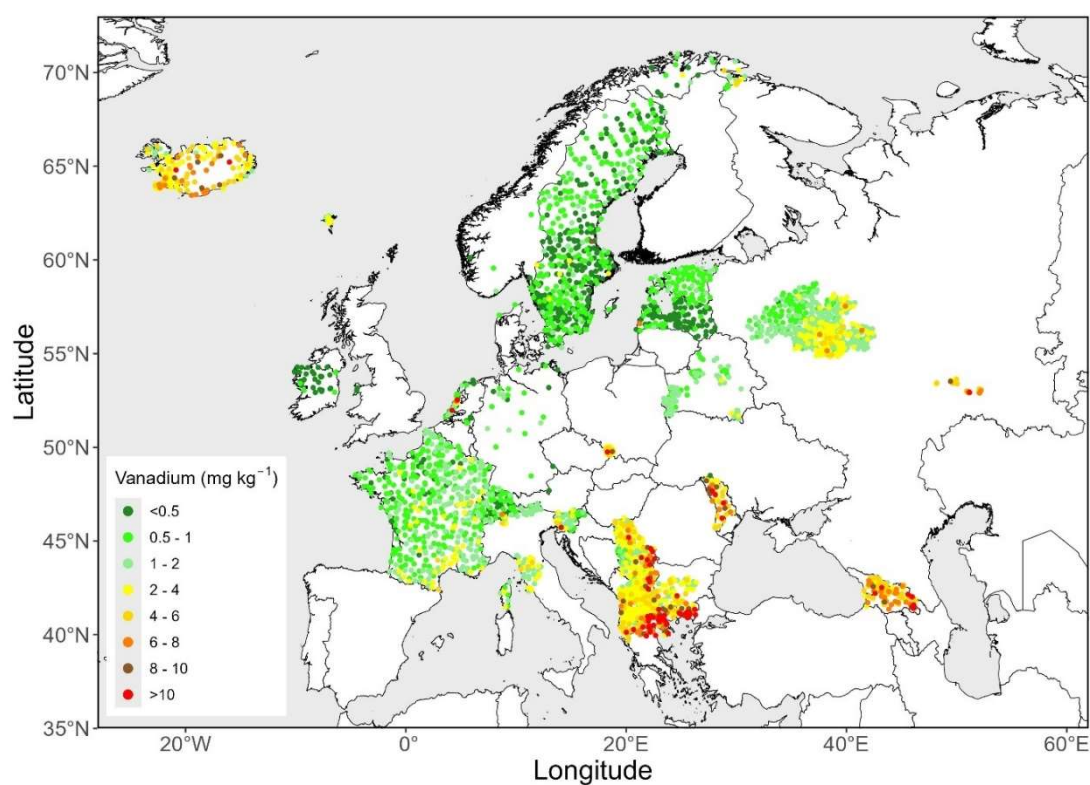 70°N
65°N
60°N
55°N
50°N
45°N
40°N
35°N
Latitude
Vanadium (mg kg⁻¹)
<0.5
0.5 - 1
1 - 2
2 - 4
4 - 6
6 - 8
8 - 10
>10
20°W 0° 20°E 40°E 60°E
Longitude